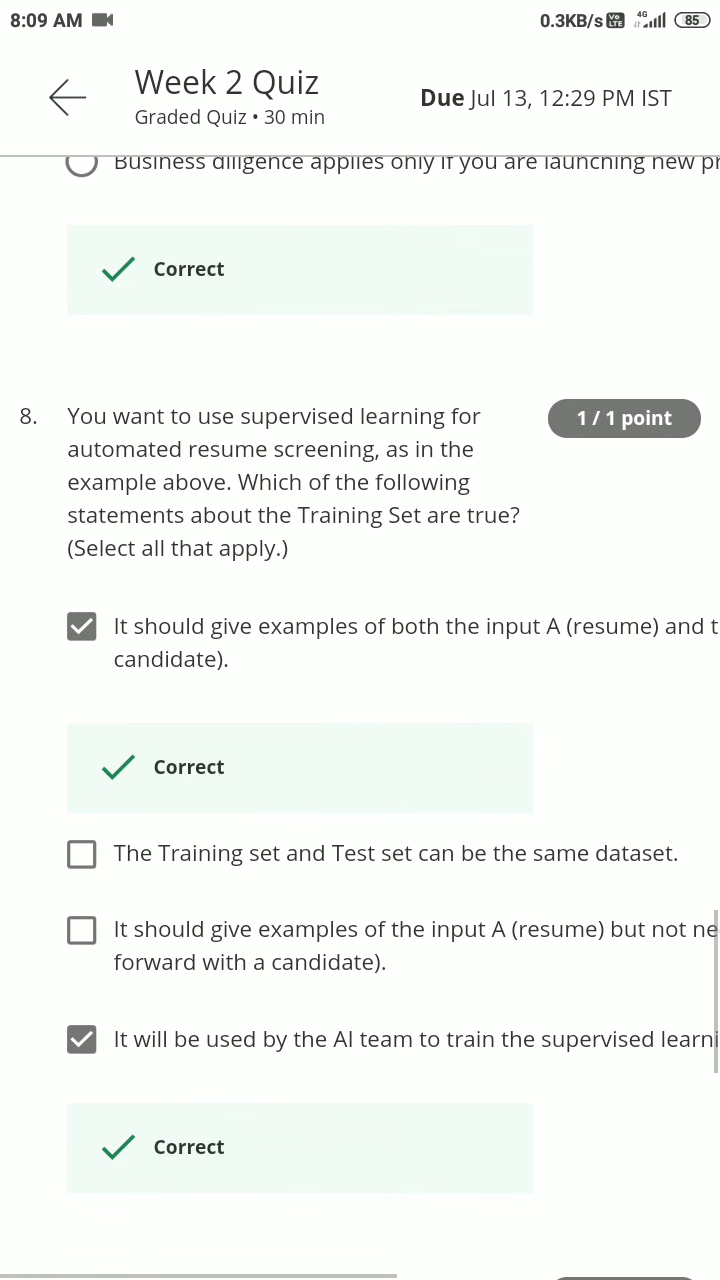 8:09 AM
0.3KB/s Vo LTE 4G 85
Week 2 Quiz
Graded Quiz • 30 min
Due Jul 13, 12:29 PM IST
Business diligence applies only if you are launching new pr
Correct
8. You want to use supervised learning for
automated resume screening, as in the
example above. Which of the following
statements about the Training Set are true?
(Select all that apply.)
1 / 1 point
It should give examples of both the input A (resume) and t
candidate).
Correct
The Training set and Test set can be the same dataset.
It should give examples of the input A (resume) but not ne
forward with a candidate).
It will be used by the AI team to train the supervised learni
Correct